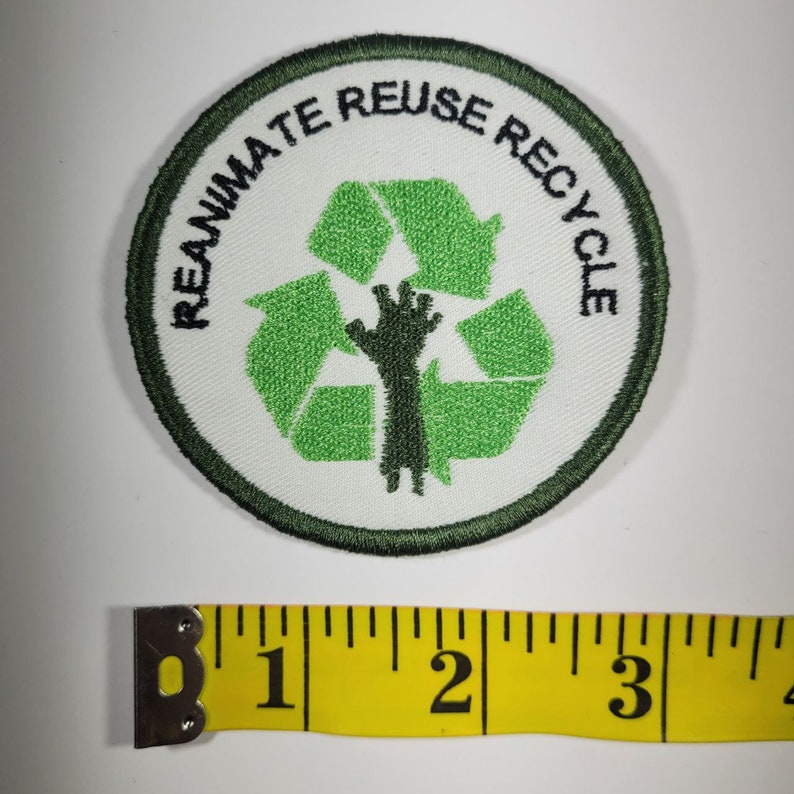 REANIMATE REUSE RECYCLE
1 2 3